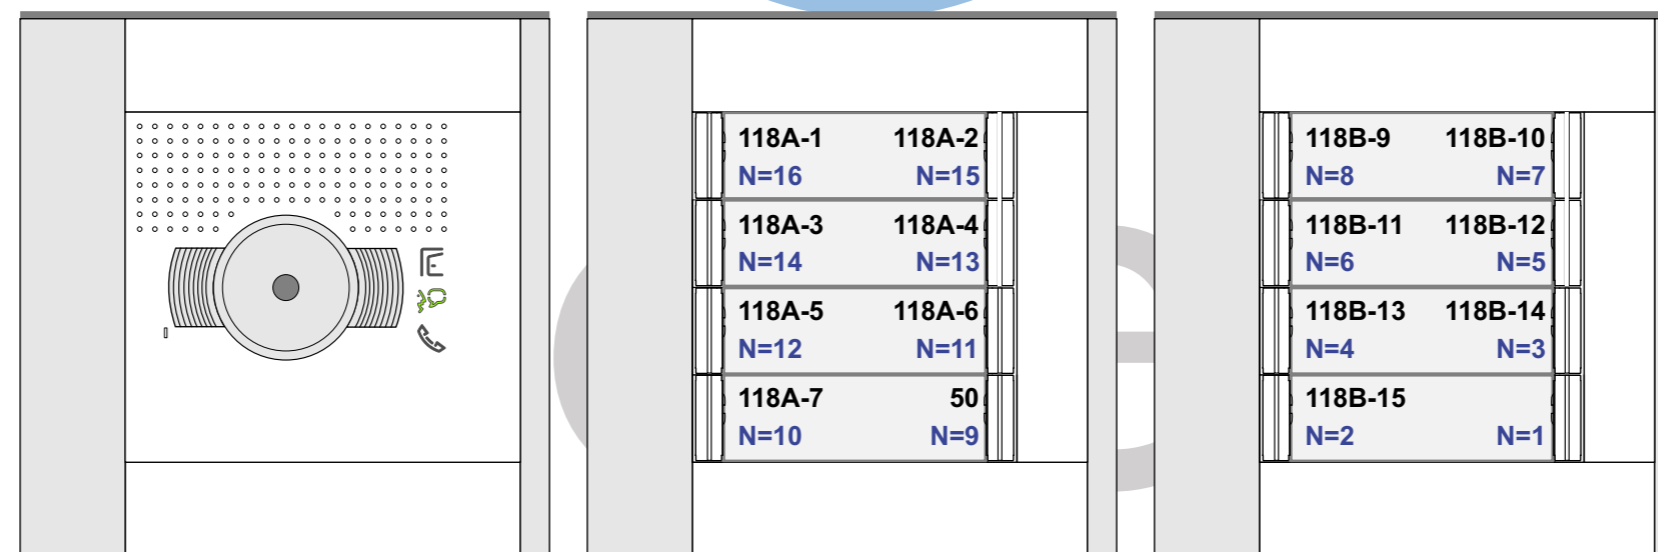 118A-1 118A-2
N=16 N=15
118A-3 118A-4
N=14 N=13
118A-5 118A-6
N=12 N=11
118A-7 50
N=10 N=9
118B-9 118B-10
N=8 N=7
118B-11 118B-12
N=6 N=5
118B-13 118B-14
N=4 N=3
118B-15
N=2 N=1